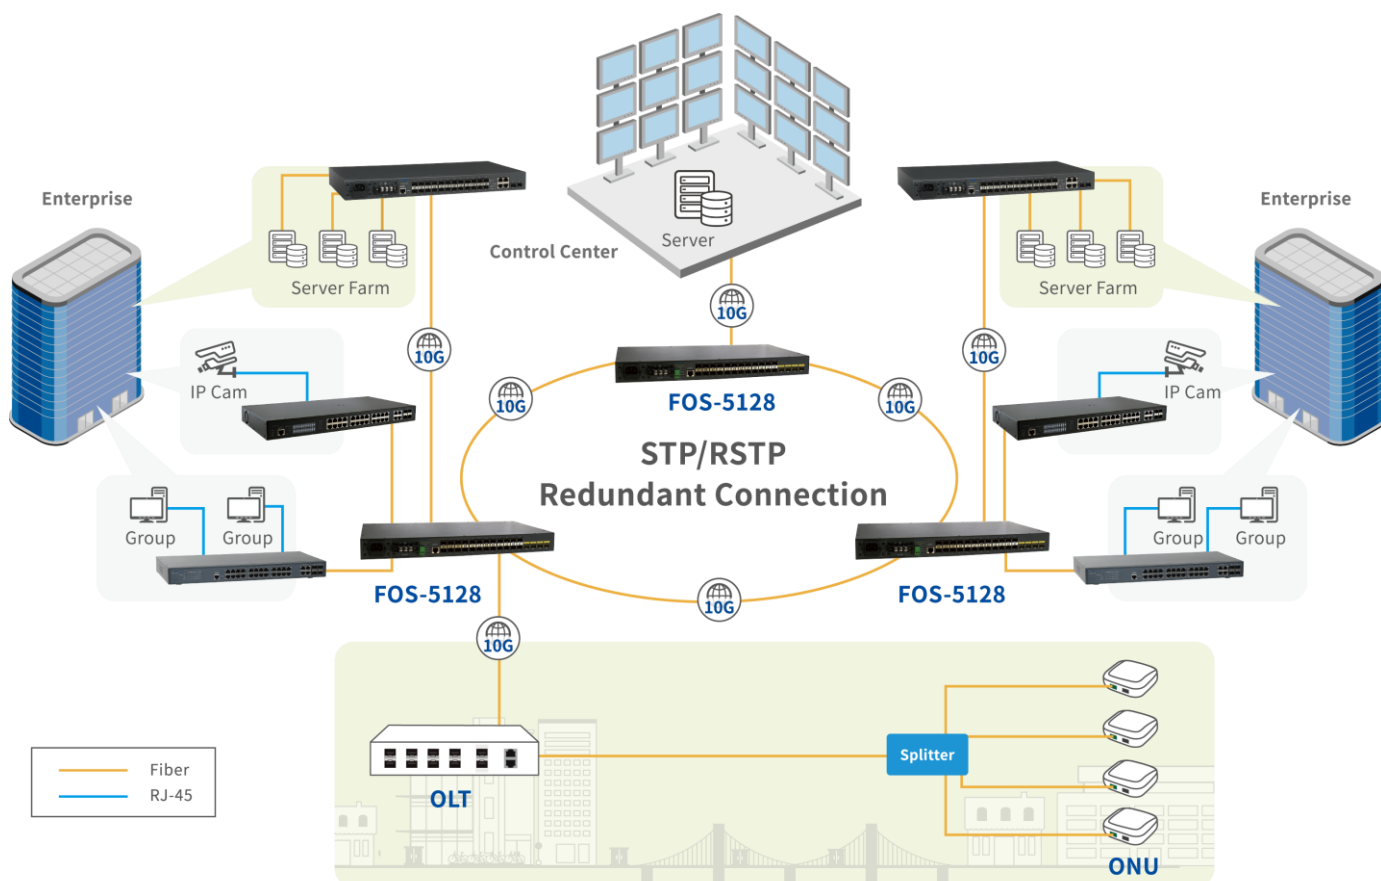 Enterprise
Server Farm
IP Cam
Group
Group
Control Center
Server
Enterprise
Server Farm
IP Cam
Group
Group
10G
10G
10G
10G
10G
10G
10G
FOS-5128
STP/RSTP
Redundant Connection
FOS-5128
FOS-5128
OLT
Splitter
ONU
Fiber
RJ-45